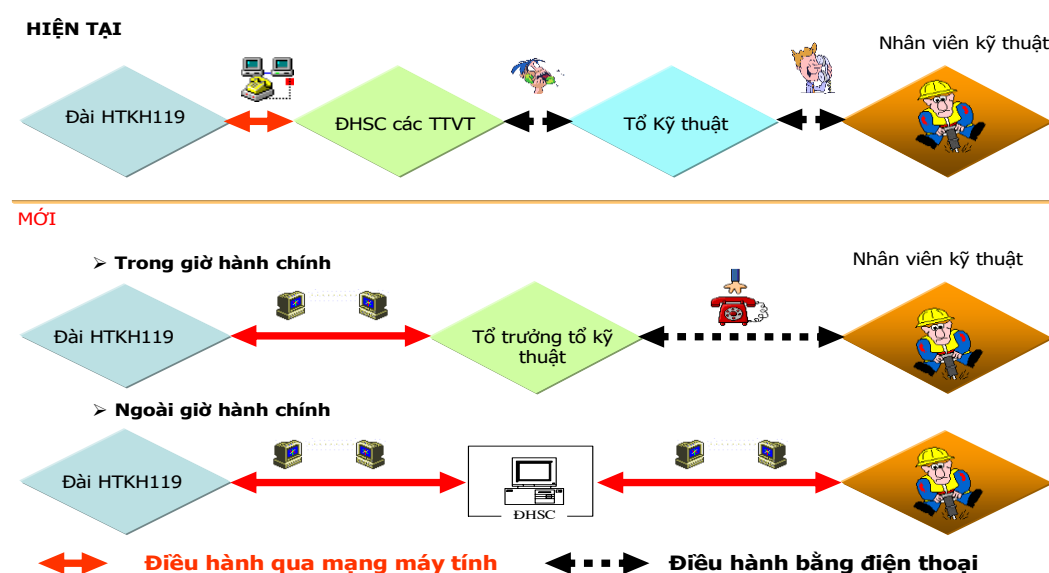 HIỆN TẠI
Nhân viên kỹ thuật
Đài HTKH119
ĐHSC các TTVT
Tổ Kỹ thuật
MỚI
➢ Trong giờ hành chính
Nhân viên kỹ thuật
Đài HTKH119
Tổ trưởng tổ kỹ
thuật
➢ Ngoài giờ hành chính
Đài HTKH119
ĐHSC
Điều hành qua mạng máy tính
Điều hành bằng điện thoại